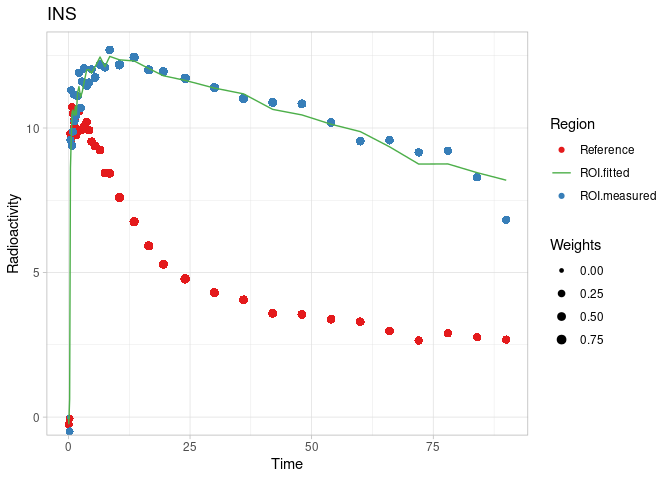 INS
Radioactivity
10
5
0
0
25
50
75
Time
Region
Reference
ROI.fitted
ROI.measured
Weights
0.00
0.25
0.50
0.75